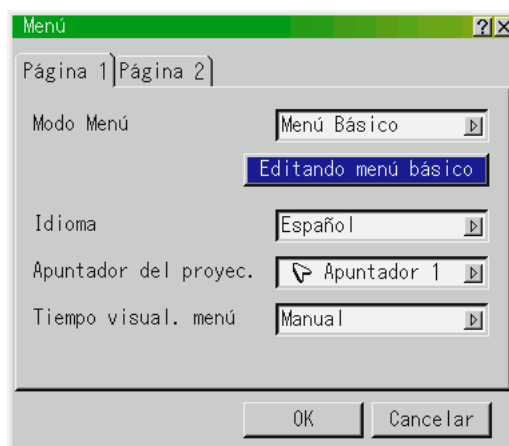 Menú
Página 1 Página 2
Modo Menú Menú Básico
Editando menú básico
Idioma Español
Apuntador del proyec. Apuntador 1
Tiempo visual. menú Manual
OK Cancelar